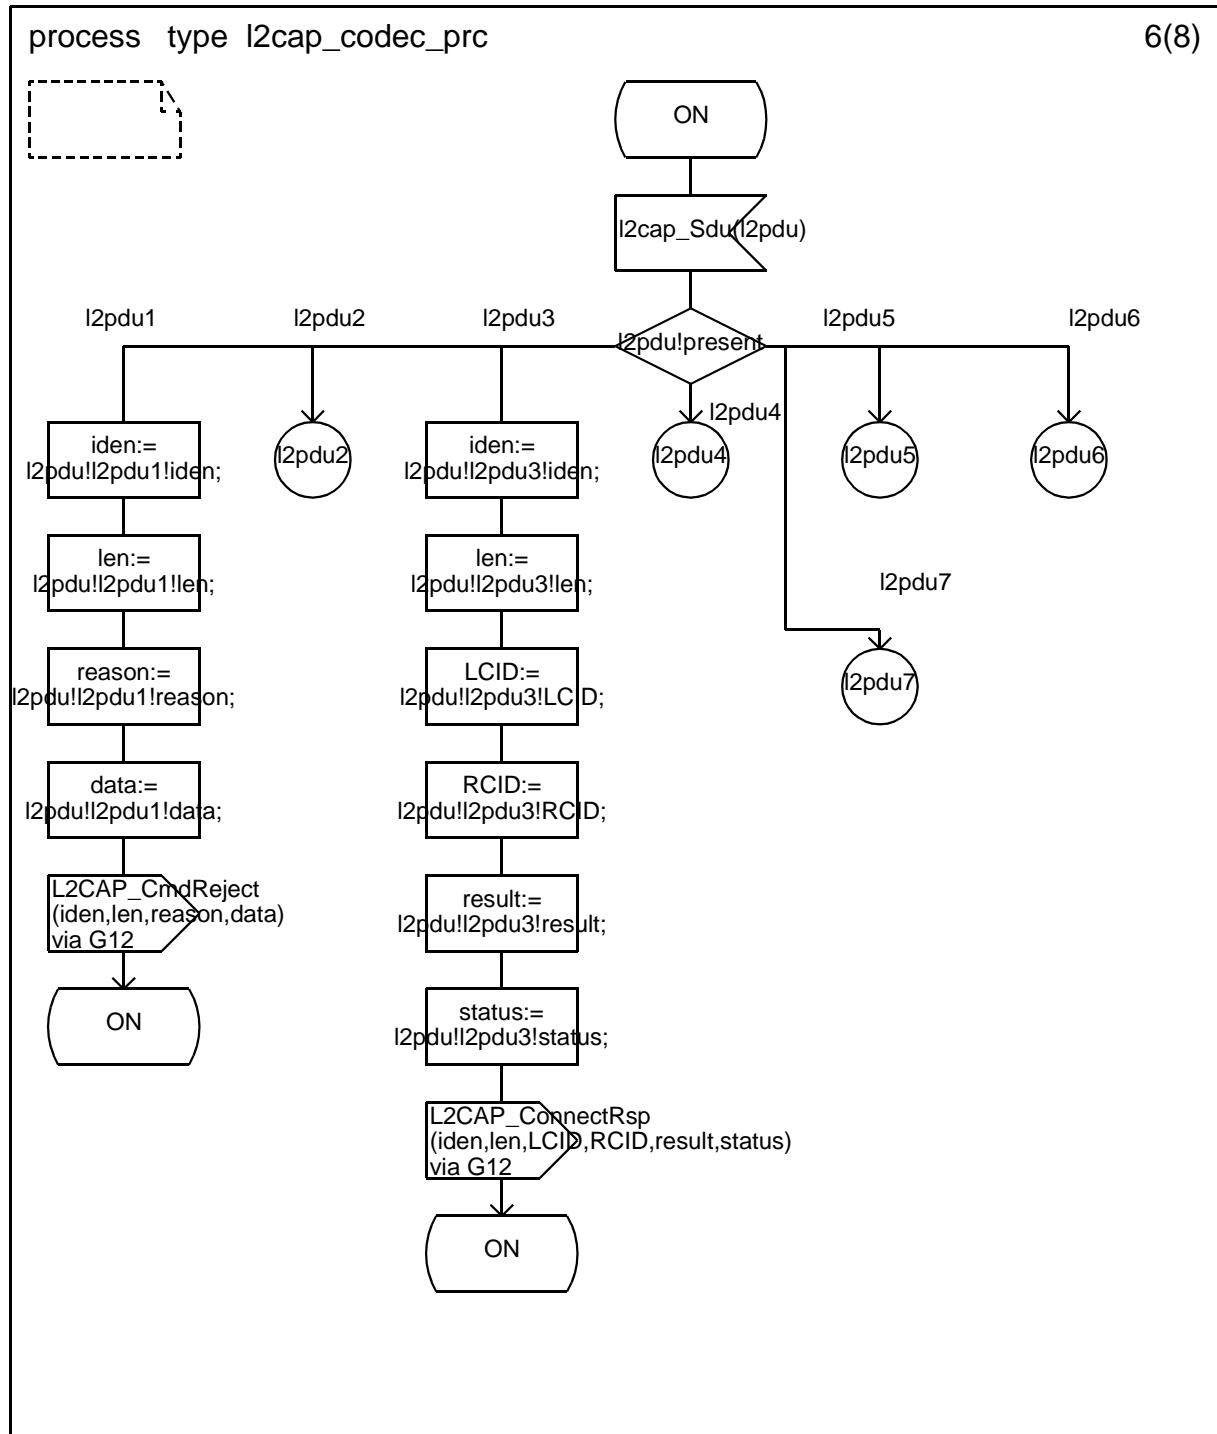 process type l2cap_codec_prc
6(8)
ON
l2cap_Sdu(l2pdu)
l2pdu1
l2pdu2
l2pdu3
l2pdu!present
l2pdu5
l2pdu6
l2pdu4
iden:=
l2pdu!l2pdu1!iden;
l2pdu2
iden:=
l2pdu!l2pdu3!iden;
l2pdu4
l2pdu5
l2pdu6
len:=
l2pdu!l2pdu1!len;
len:=
l2pdu!l2pdu3!len;
l2pdu7
reason:=
l2pdu!l2pdu1!reason;
LCID:=
l2pdu!l2pdu3!LCID;
l2pdu7
data:=
l2pdu!l2pdu1!data;
RCID:=
l2pdu!l2pdu3!RCID;
L2CAP_CmdReject
(iden,len,reason,data)
via G12
result:=
l2pdu!l2pdu3!result;
ON
status:=
l2pdu!l2pdu3!status;
L2CAP_ConnectRsp
(iden,len,LCID,RCID,result,status)
via G12
ON